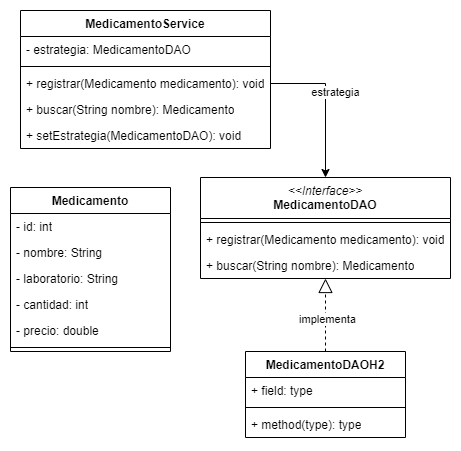 MedicamentoService
- estrategia: MedicamentoDAO
+ registrar(Medicamento medicamento): void
+ buscar(String nombre): Medicamento
+ setEstrategia(MedicamentoDAO): void
estrategia
Medicamento
- id: int
- nombre: String
- laboratorio: String
- cantidad: int
- precio: double
<<Interface>>
MedicamentoDAO
+ registrar(Medicamento medicamento): void
+ buscar(String nombre): Medicamento
implementa
MedicamentoDAOH2
+ field: type
+ method(type): type